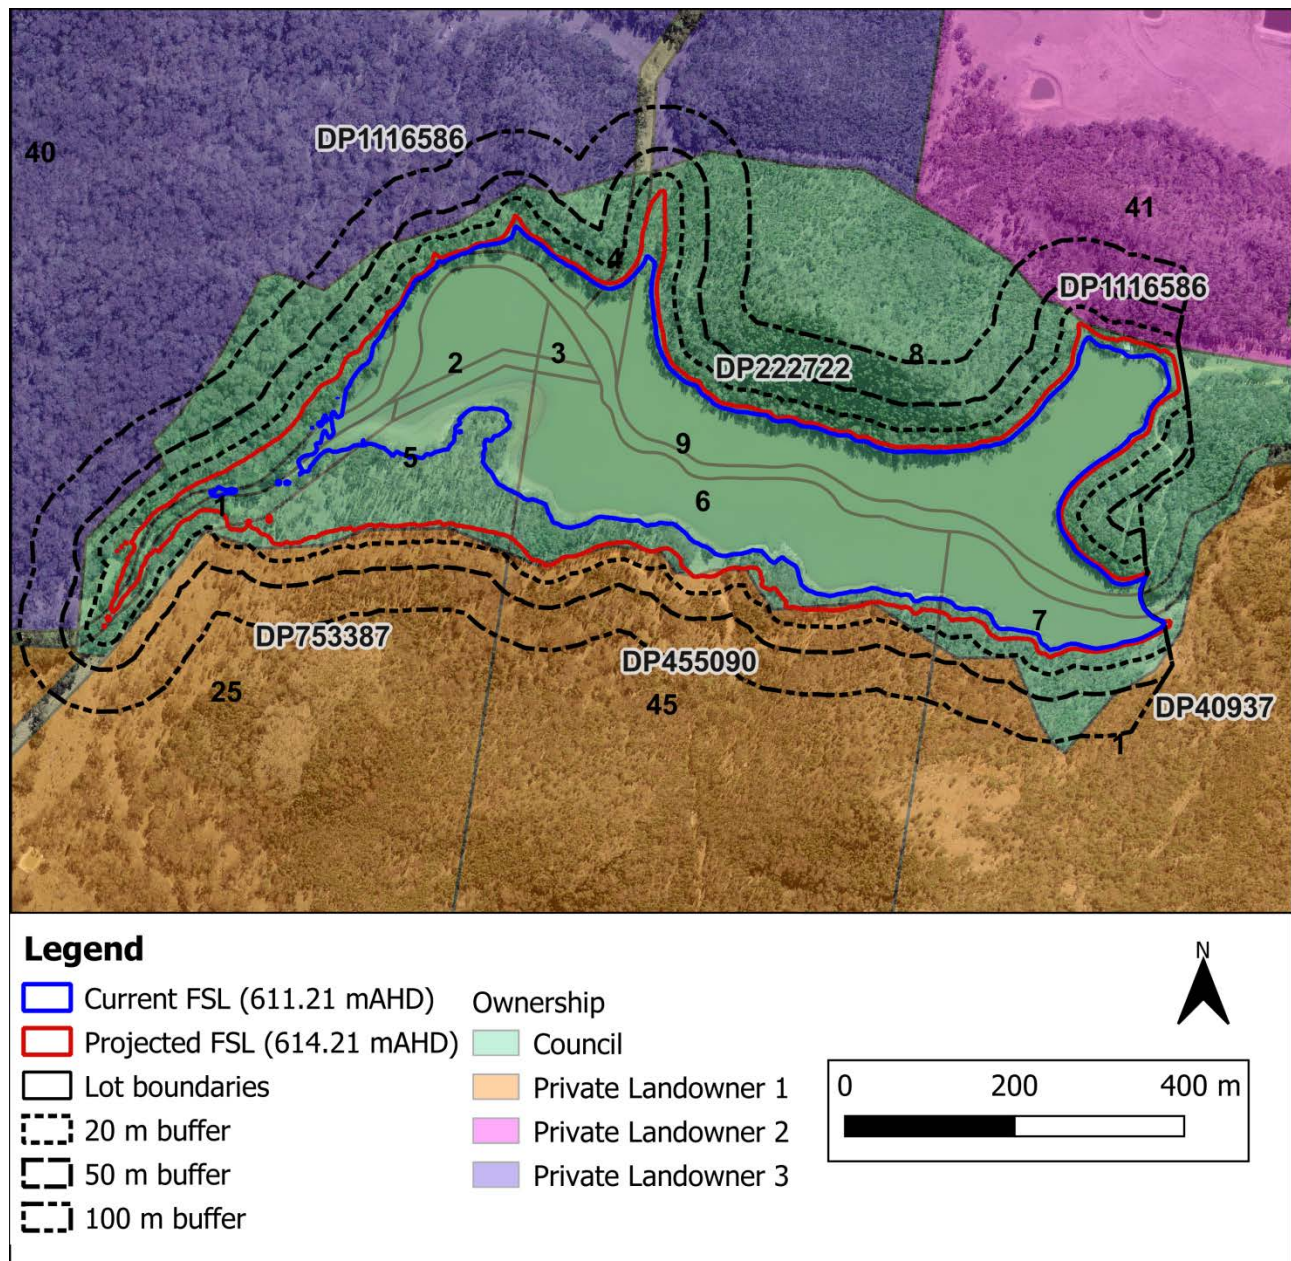 DP1116586
40
41
4
DP1116586
8
3
2
DP222722
9
5
6
1
7
DP753387
DP455090
25
45
DP40937
1
Legend
Current FSL (611.21 mAHD)
Projected FSL (614.21 mAHD)
Lot boundaries
20 m buffer
50 m buffer
100 m buffer
Ownership
Council
Private Landowner 1
Private Landowner 2
Private Landowner 3
N
0 200 400 m